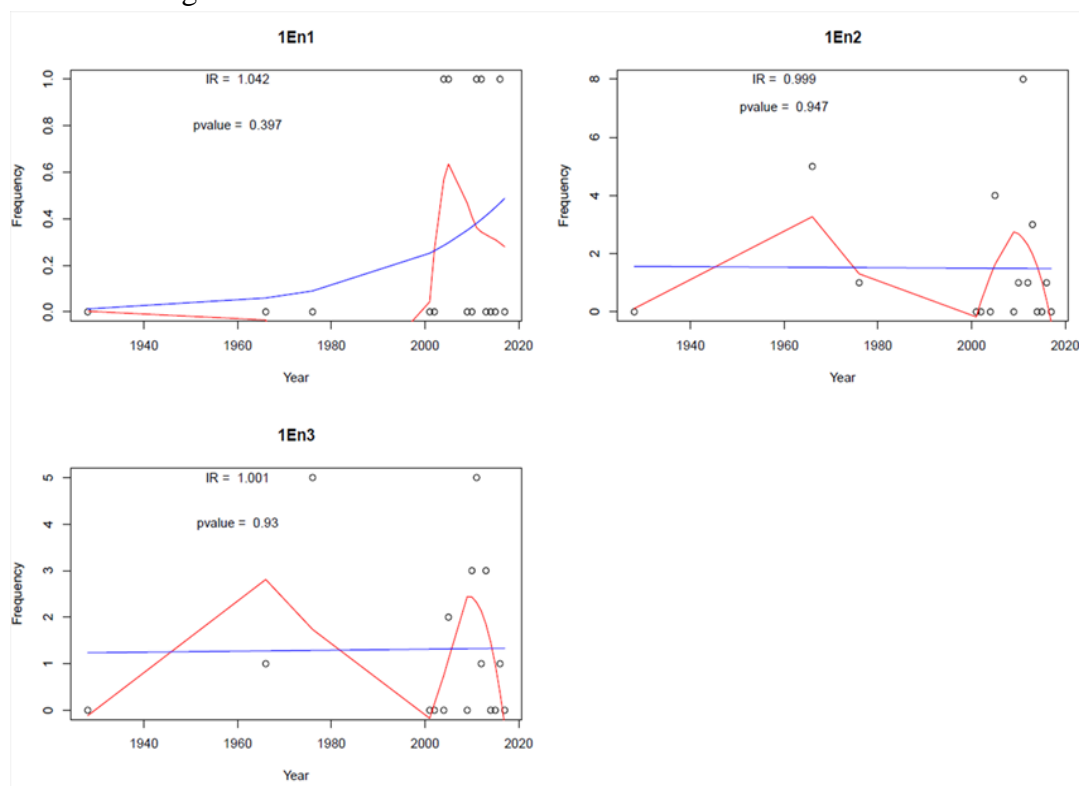 1En1
IR = 1.042
pvalue = 0.397
Frequency
1.0
0.8
0.6
0.4
0.2
0.0
1940 1960 1980 2000 2020
Year
1En2
IR = 0.999
pvalue = 0.947
Frequency
8
6
4
2
0
1940 1960 1980 2000 2020
Year
1En3
IR = 1.001
pvalue = 0.93
Frequency
5
4
3
2
1
0
1940 1960 1980 2000 2020
Year